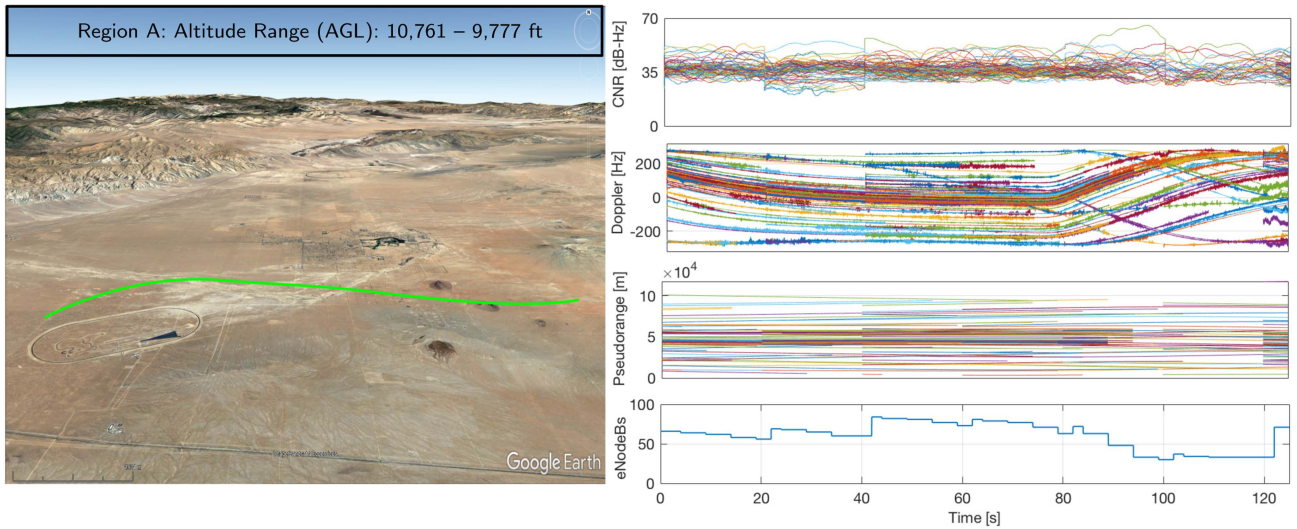 Region A: Altitude Range (AGL): 10,761 – 9,777 ft
N
Google Earth
CNR [dB-Hz]
70
35
0
Doppler [Hz]
200
0
-200
×10⁴
Pseudorange [m]
10
5
0
eNodeBs
100
50
0
0
20
40
60
80
100
120
Time [s]